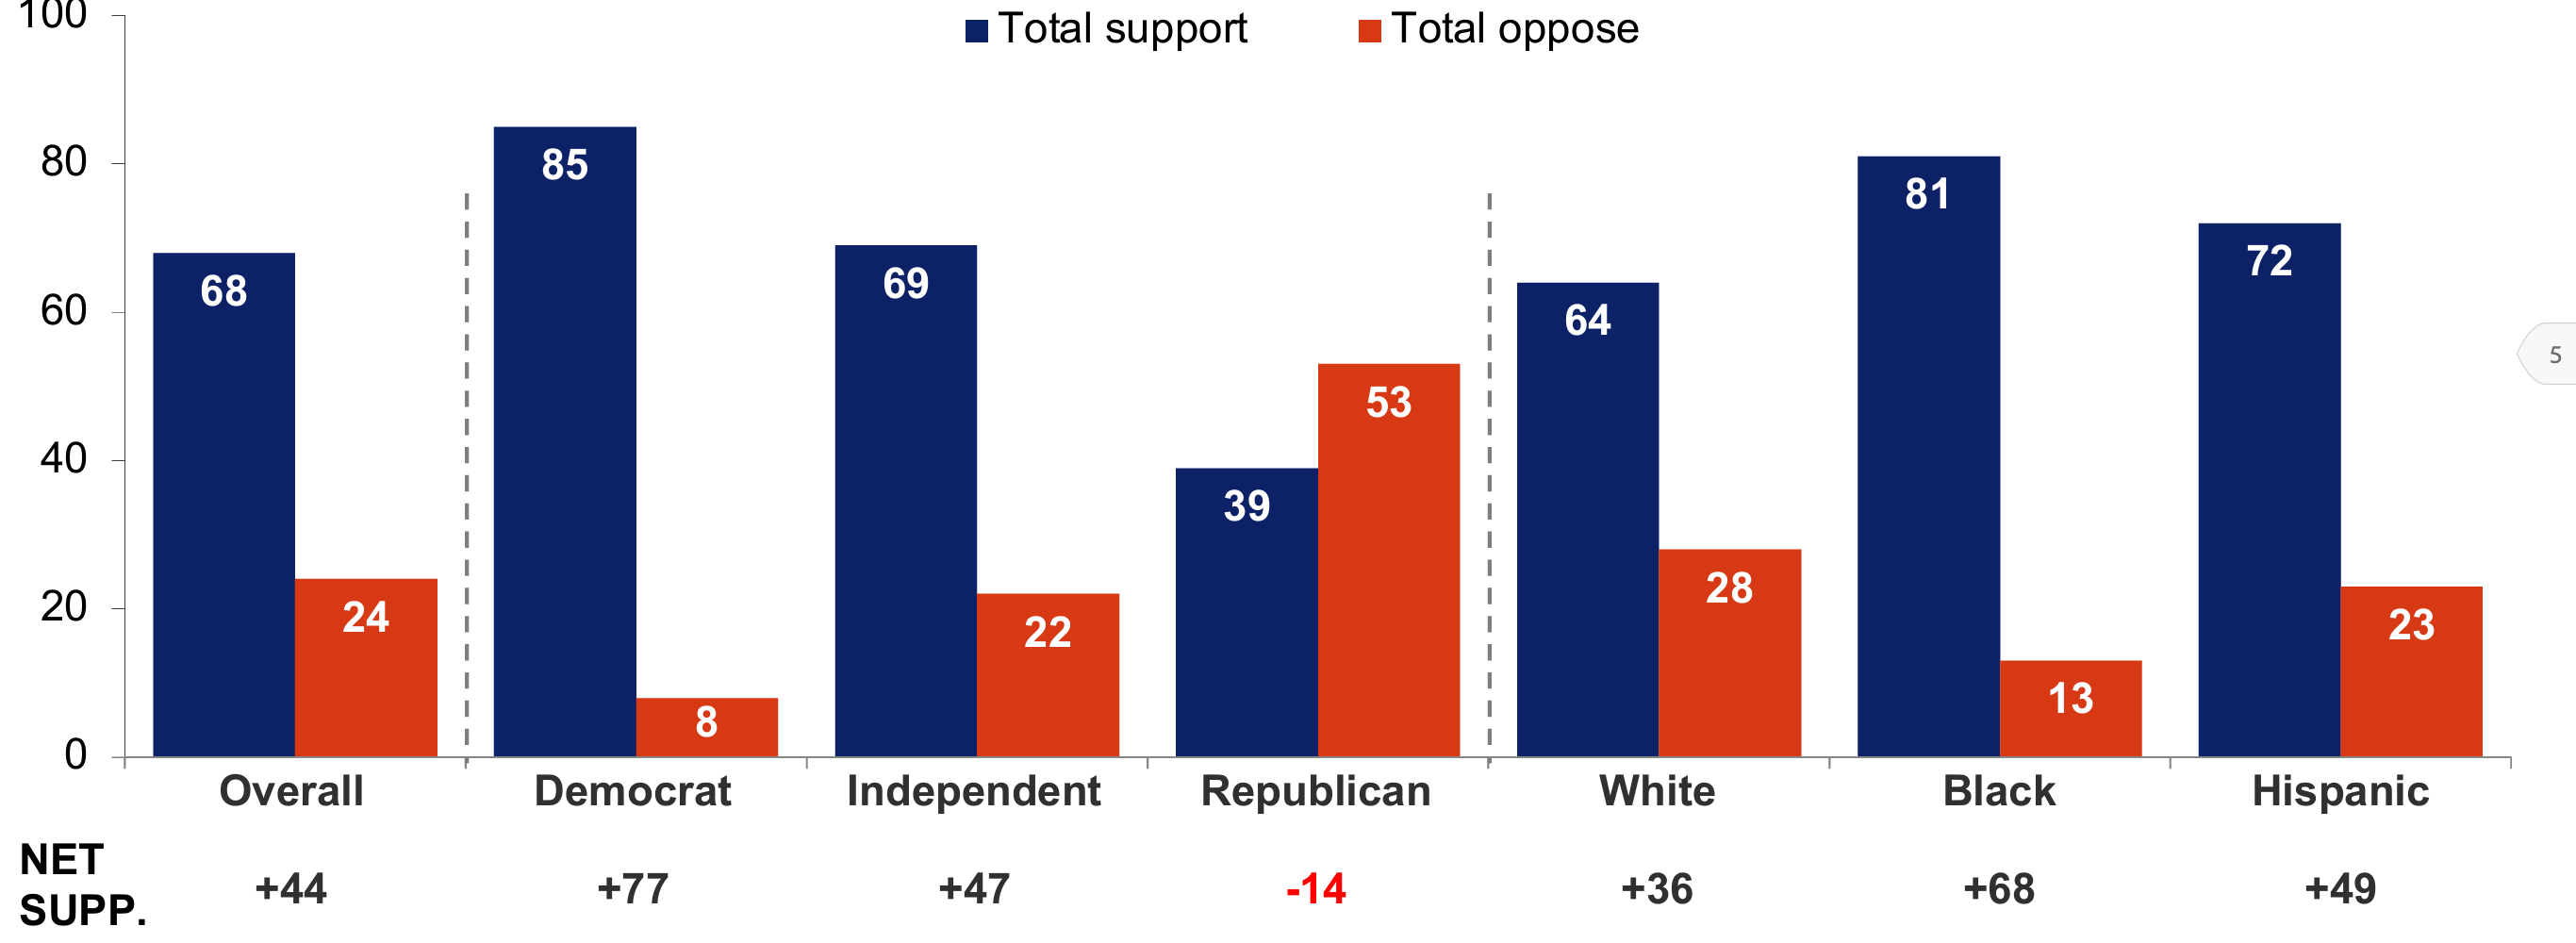 100
Total support
Total oppose
80
60
40
20
0
68
24
85
8
69
22
39
53
64
28
81
13
72
23
5
Overall
Democrat
Independent
Republican
White
Black
Hispanic
NET
SUPP.
+44
+77
+47
-14
+36
+68
+49